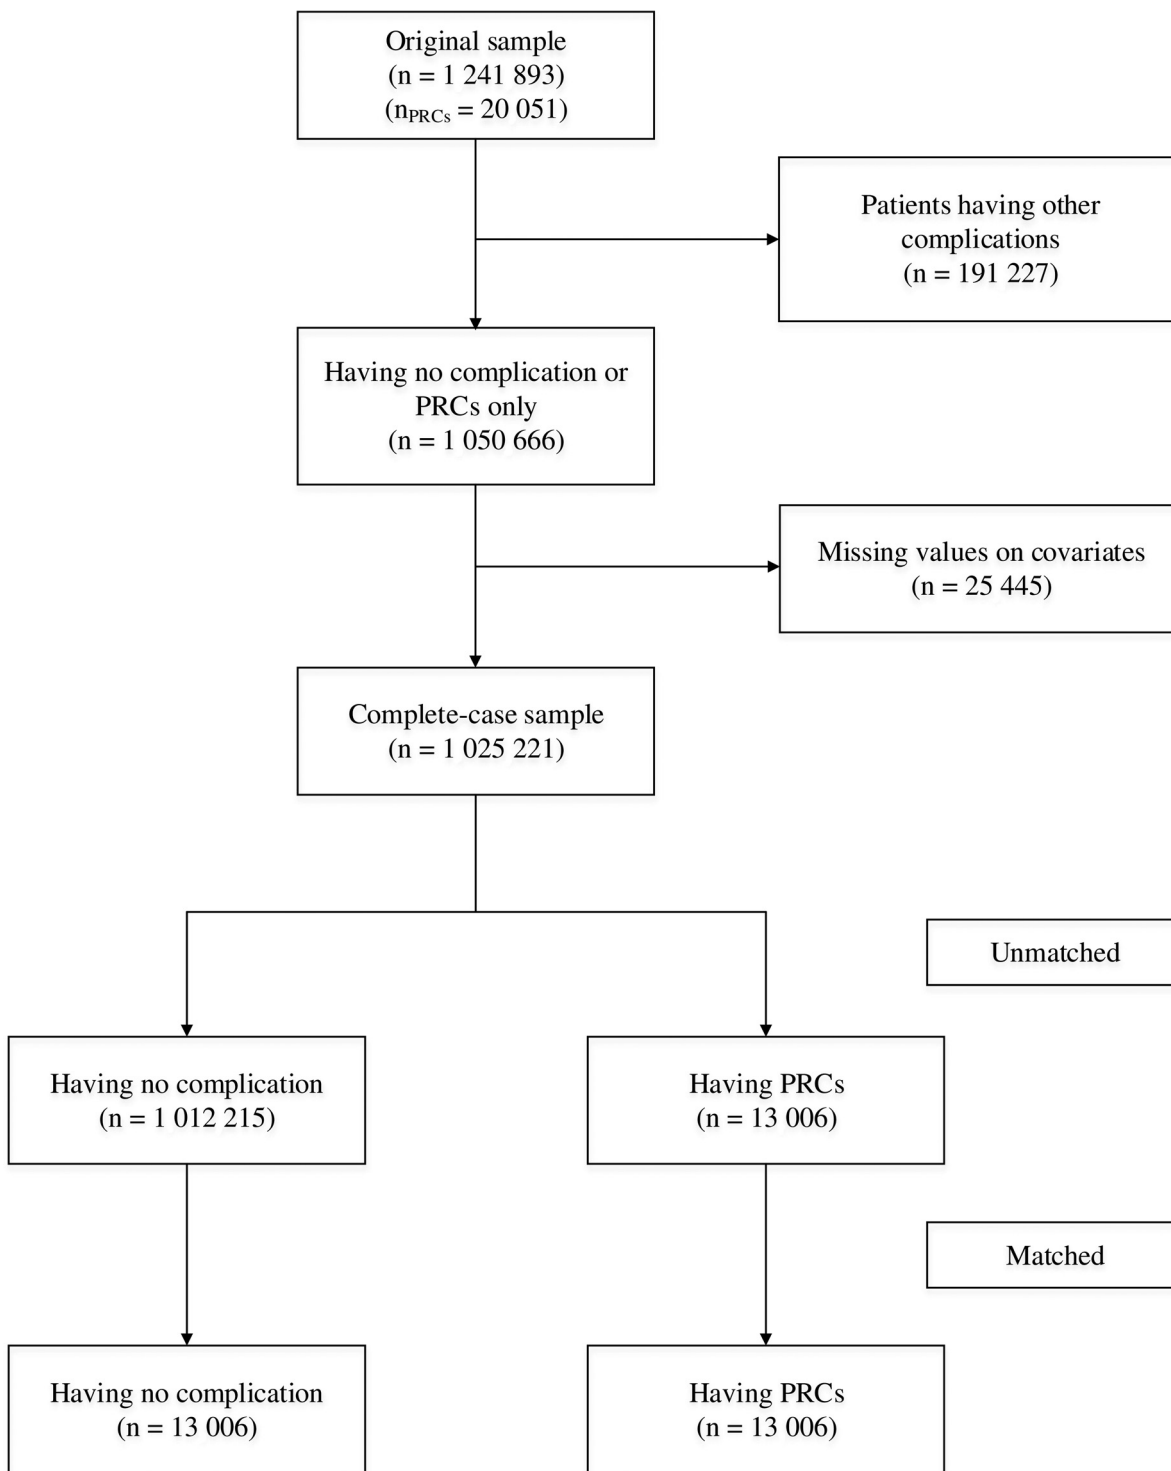 Original sample
(n = 1 241 893)
(nPRCs = 20 051)
Patients having other
complications
(n = 191 227)
Having no complication or
PRCs only
(n = 1 050 666)
Missing values on covariates
(n = 25 445)
Complete-case sample
(n = 1 025 221)
Unmatched
Having no complication
(n = 1 012 215)
Having PRCs
(n = 13 006)
Matched
Having no complication
(n = 13 006)
Having PRCs
(n = 13 006)